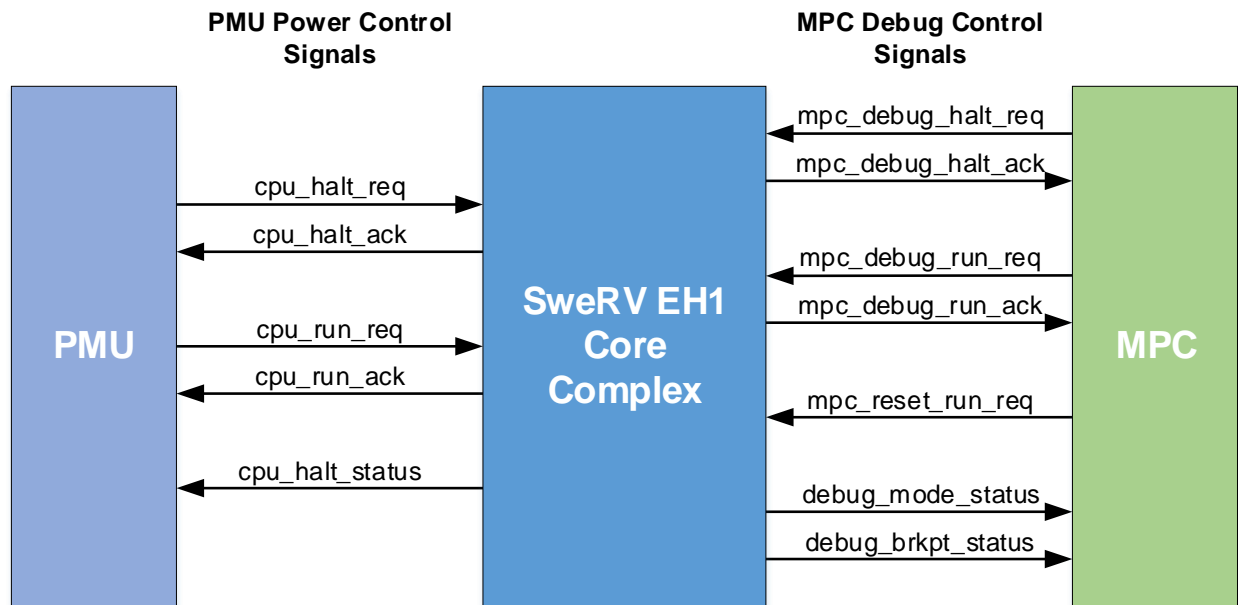 PMU Power Control
Signals
MPC Debug Control
Signals
PMU
cpu_halt_req
cpu_halt_ack
cpu_run_req
cpu_run_ack
cpu_halt_status
SweRV EH1
Core
Complex
mpc_debug_halt_req
mpc_debug_halt_ack
mpc_debug_run_req
mpc_debug_run_ack
mpc_reset_run_req
debug_mode_status
debug_brkpt_status
MPC